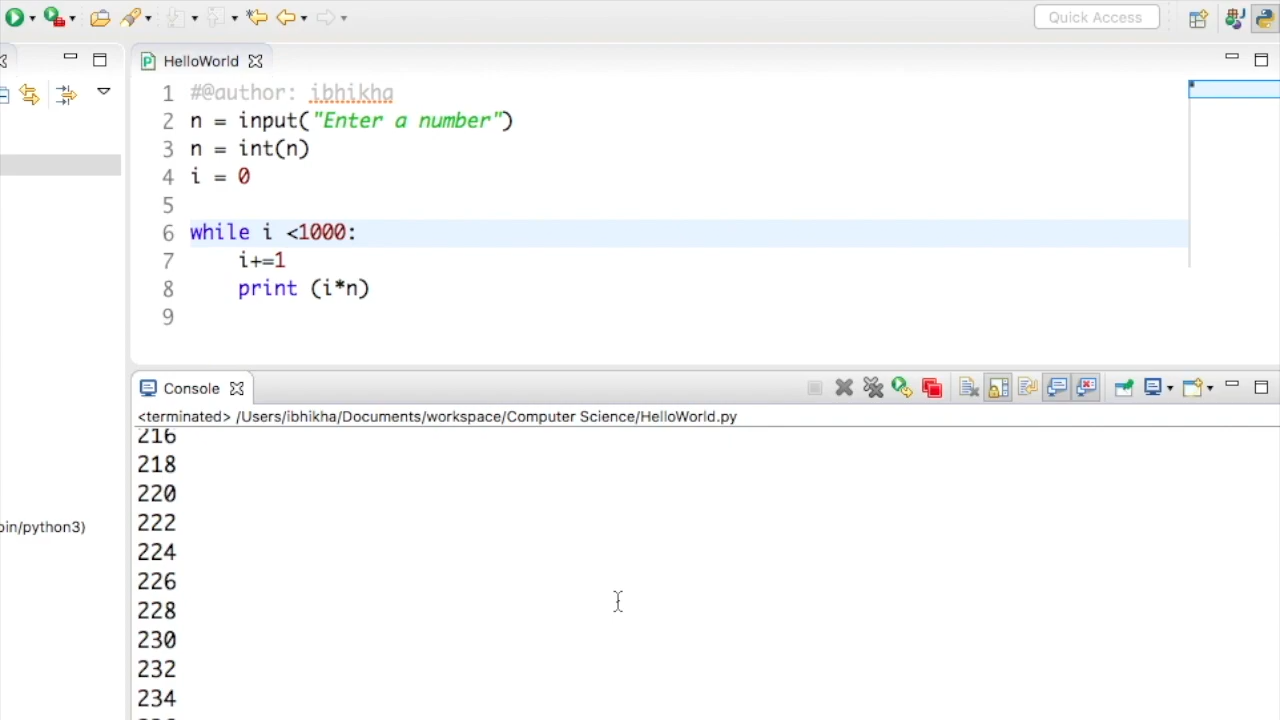 Quick Access
HelloWorld
1 #@author: ibhikha
2 n = input("Enter a number")
3 n = int(n)
4 i = 0
5
6 while i <1000:
7 i+=1
8 print (i*n)
9
Console
<terminated> /Users/ibhikha/Documents/workspace/Computer Science/HelloWorld.py
216
218
220
222
224
oin/python3)
226
228
230
232
234